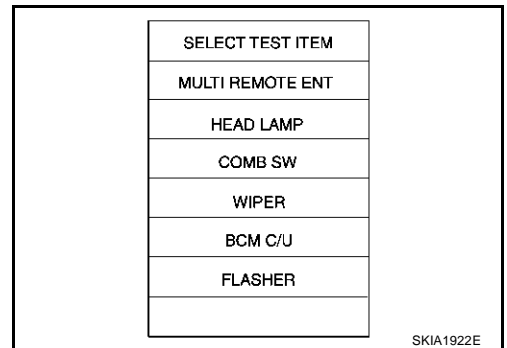 SELECT TEST ITEM
MULTI REMOTE ENT
HEAD LAMP
COMB SW
WIPER
BCM C/U
FLASHER
SKIA1922E